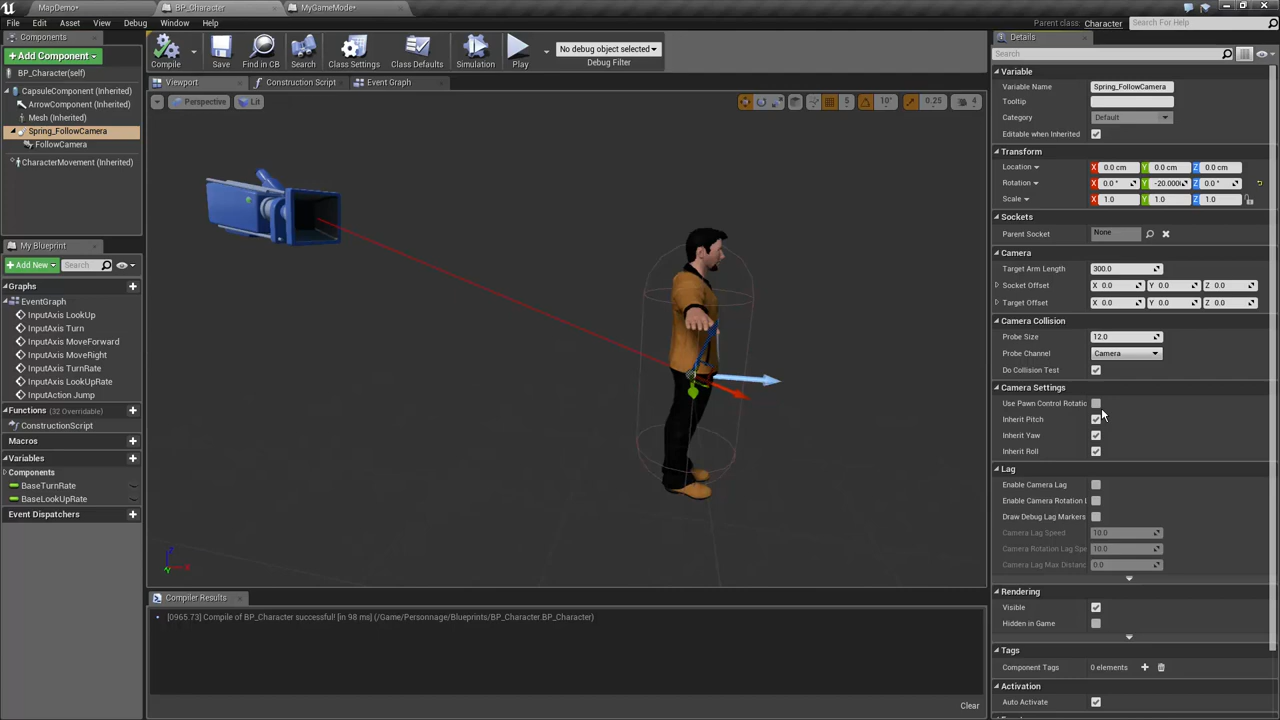 MapDemo*
BP_Character
MyGameMode*
File Edit Asset View Debug Window Help
Parent class: Character Search For Help
Components
+ Add Component
BP_Character(self)
CapsuleComponent (Inherited)
ArrowComponent (Inherited)
Mesh (Inherited)
Spring_FollowCamera
FollowCamera
CharacterMovement (Inherited)
My Blueprint
+ Add New Search
Graphs
EventGraph
InputAxis LookUp
InputAxis Turn
InputAxis MoveForward
InputAxis MoveRight
InputAxis TurnRate
InputAxis LookUpRate
InputAction Jump
Functions (17 Overridable)
ConstructionScript
Macros
Variables
Components
BaseTurnRate
BaseLookUpRate
Event Dispatchers
Compile Save Find in CB Search Class Settings Class Defaults Simulation Play
No debug object selected
Debug Filter
Viewport Construction Script Event Graph
Perspective Lit 5 10° 0.25 4
Compiler Results
[0965.73] Compile of BP_Character successful! [in 98 ms] (/Game/Personnage/Blueprints/BP_Character.BP_Character)
Clear
Details
Search
Variable
Variable Name Spring_FollowCamera
Tooltip
Category Default
Editable when Inherited
Transform
Location X 0.0 cm Y 0.0 cm Z 0.0 cm
Rotation X 0.0 ° Y -20.000 Z 0.0 °
Scale X 1.0 Y 1.0 Z 1.0
Sockets
Parent Socket None
Camera
Target Arm Length 300.0
Socket Offset X 0.0 Y 0.0 Z 0.0
Target Offset X 0.0 Y 0.0 Z 0.0
Camera Collision
Probe Size 12.0
Probe Channel Camera
Do Collision Test
Camera Settings
Use Pawn Control Rotatic
Inherit Pitch
Inherit Yaw
Inherit Roll
Lag
Enable Camera Lag
Enable Camera Rotation L
Draw Debug Lag Markers
Camera Lag Speed 10.0
Camera Rotation Lag Spe 10.0
Camera Lag Max Distanc 0.0
Rendering
Visible
Hidden in Game
Tags
Component Tags 0 elements
Activation
Auto Activate